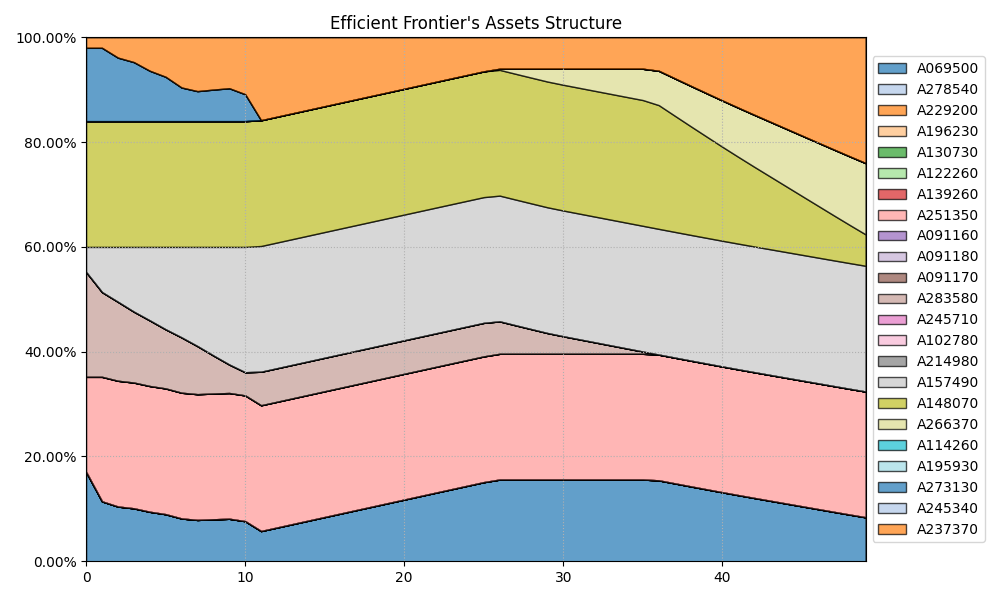 Efficient Frontier's Assets Structure
100.00%
80.00%
60.00%
40.00%
20.00%
0.00%
0 10 20 30 40
A069500
A278540
A229200
A196230
A130730
A122260
A139260
A251350
A091160
A091180
A091170
A283580
A245710
A102780
A214980
A157490
A148070
A266370
A114260
A195930
A273130
A245340
A237370